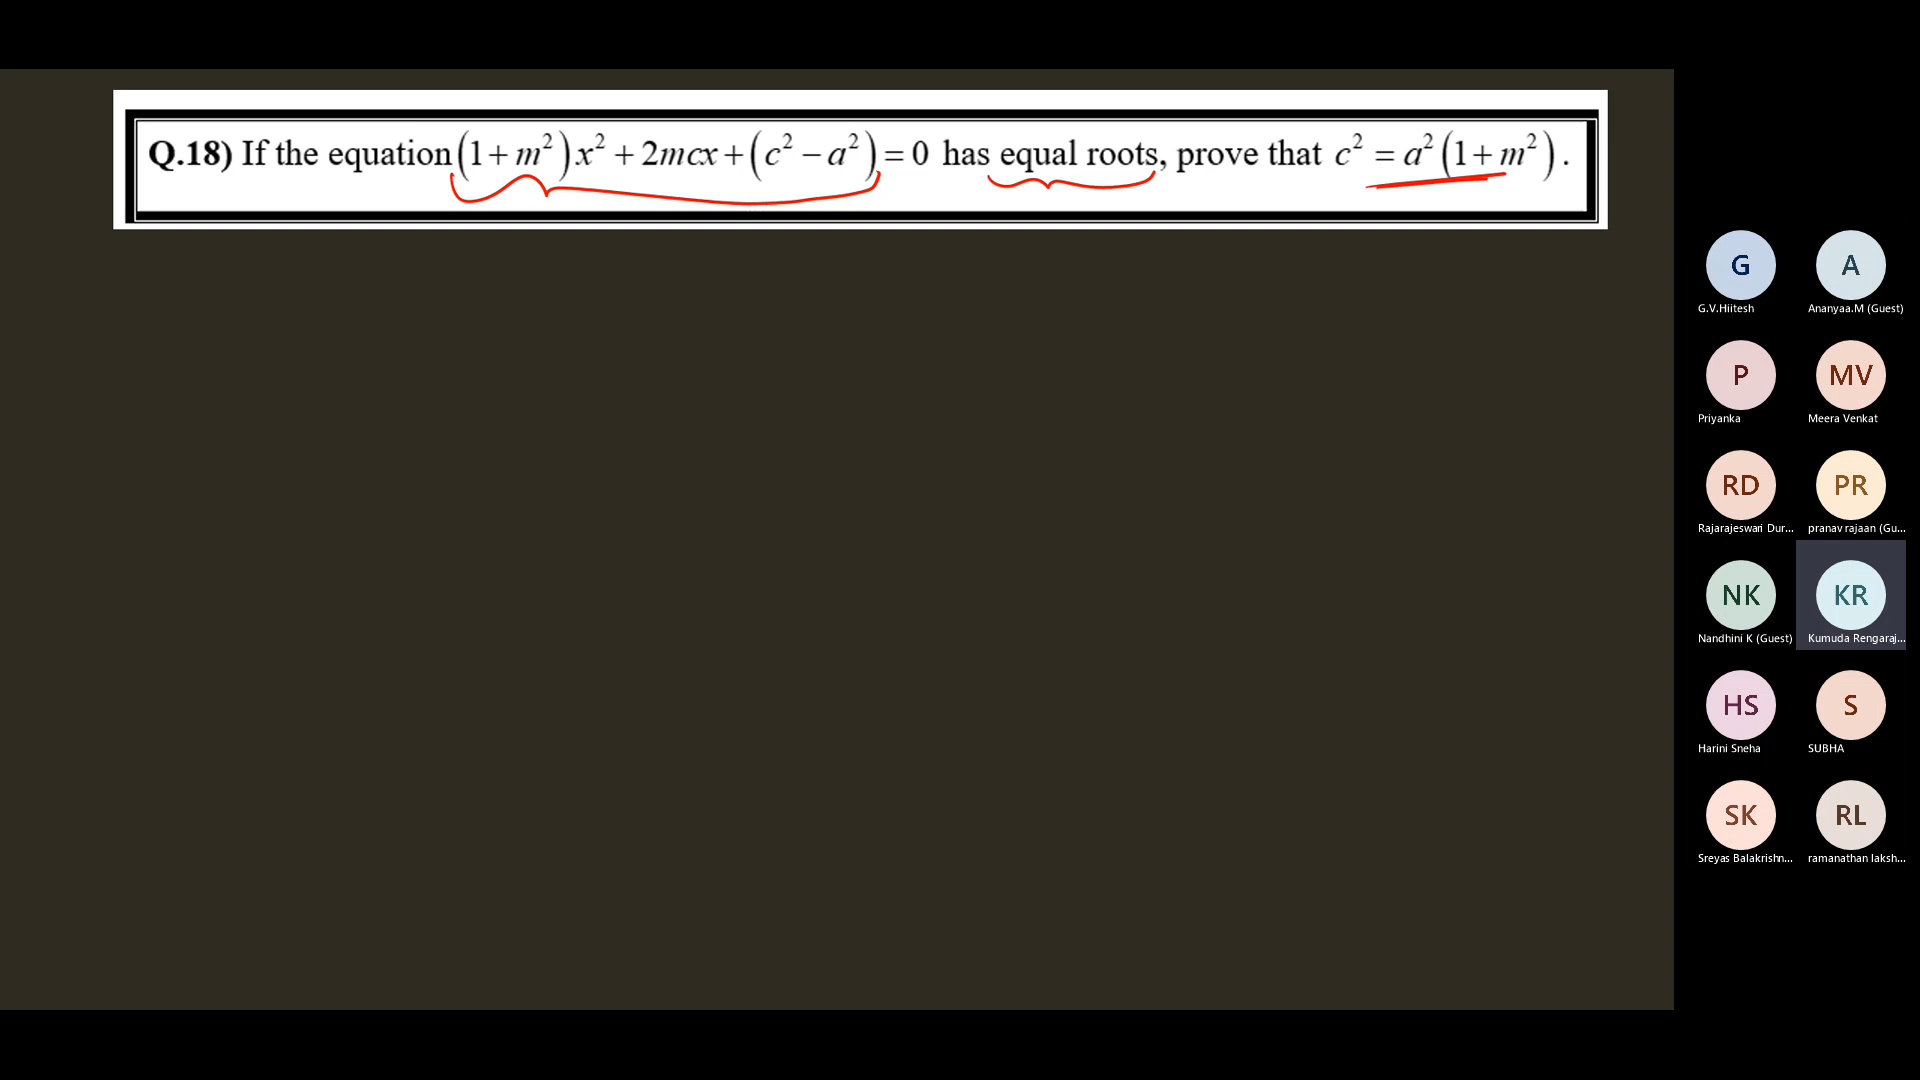 Q.18) If the equation (1 + m²)x² + 2mcx + (c² − a²) = 0 has equal roots, prove that c² = a²(1 + m²).
G
A
G.V.Hiitesh
Ananyaa.M (Guest)
P
MV
Priyanka
Meera Venkat
RD
PR
Rajarajeswari Dur...
pranav rajaan (Gu...
NK
KR
Nandhini K (Guest)
Kumuda Rengaraj...
HS
S
Harini Sneha
SUBHA
SK
RL
Sreyas Balakrishn...
ramanathan laksh...